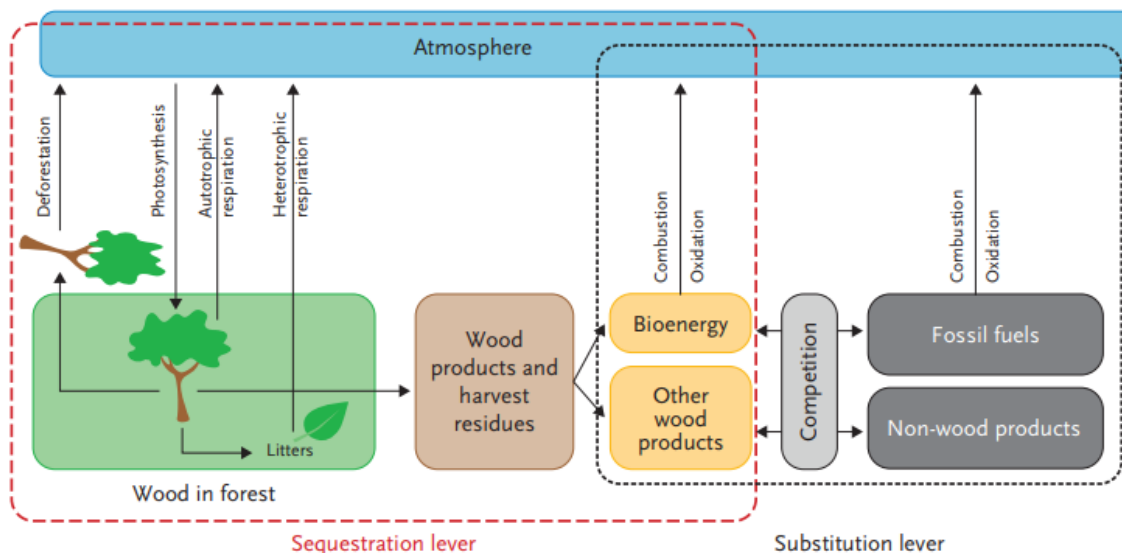 Atmosphere
Deforestation
Photosynthesis
Autotrophic
respiration
Heterotrophic
respiration
Combustion
Oxidation
Combustion
Oxidation
Wood
products and
harvest
residues
Bioenergy
Other
wood
products
Competition
Fossil fuels
Non-wood products
Litters
Wood in forest
Sequestration lever
Substitution lever